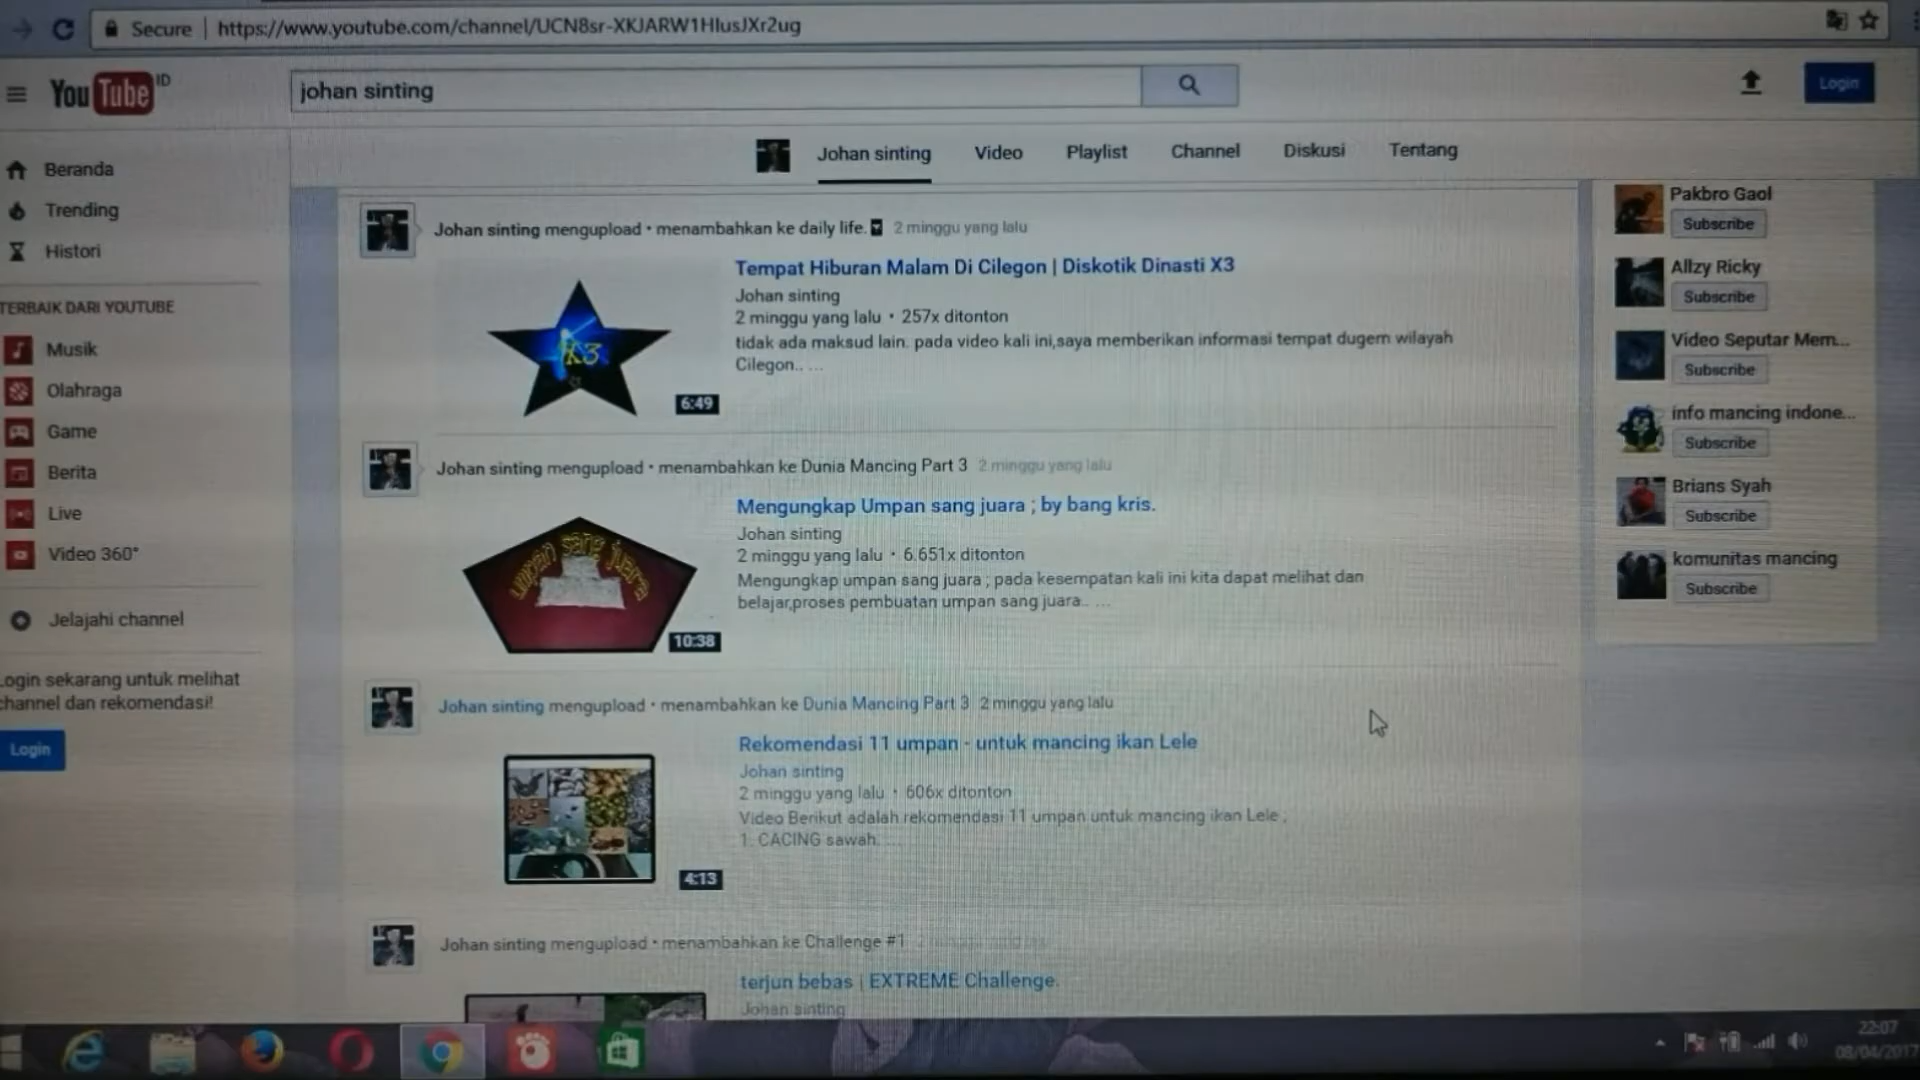 Secure | https://www.youtube.com/channel/UCN8sr-XKJARW1HIusJXr2ug
YouTube ID
johan sinting
Login
Johan sinting Video Playlist Channel Diskusi Tentang
Beranda
Trending
Histori
TERBAIK DARI YOUTUBE
Musik
Olahraga
Game
Berita
Live
Video 360°
Jelajahi channel
Login sekarang untuk melihat
channel dan rekomendasi!
Login
Johan sinting mengupload • menambahkan ke daily life. 2 minggu yang lalu
Tempat Hiburan Malam Di Cilegon | Diskotik Dinasti X3
Johan sinting
2 minggu yang lalu • 257x ditonton
tidak ada maksud lain. pada video kali ini,saya memberikan informasi tempat dugem wilayah
Cilegon.. ...
X3
6:49
Johan sinting mengupload • menambahkan ke Dunia Mancing Part 3 2 minggu yang lalu
Mengungkap Umpan sang juara ; by bang kris.
Johan sinting
2 minggu yang lalu • 6.651x ditonton
Mengungkap umpan sang juara ; pada kesempatan kali ini kita dapat melihat dan
belajar,proses pembuatan umpan sang juara.. ...
umpan sang juara
10:38
Johan sinting mengupload • menambahkan ke Dunia Mancing Part 3 2 minggu yang lalu
Rekomendasi 11 umpan - untuk mancing ikan Lele
Johan sinting
2 minggu yang lalu • 606x ditonton
Video Berikut adalah rekomendasi 11 umpan untuk mancing ikan Lele ;
1. CACING sawah. ...
4:13
Johan sinting mengupload • menambahkan ke Challenge #1
terjun bebas | EXTREME Challenge.
Johan sinting
Pakbro Gaol
Subscribe
Allzy Ricky
Subscribe
Video Seputar Mem...
Subscribe
info mancing indone...
Subscribe
Brians Syah
Subscribe
komunitas mancing
Subscribe
22:07
08/04/2017